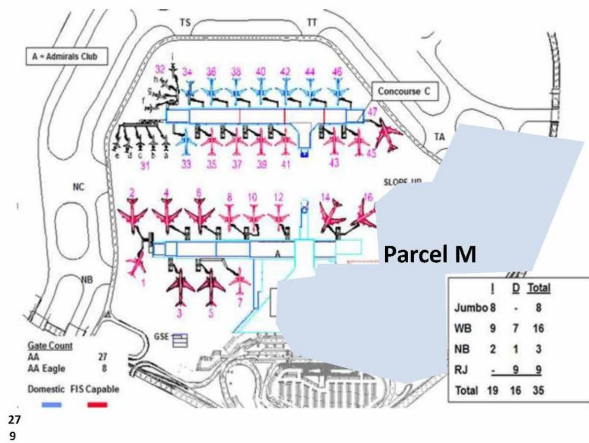 TS
TT
A = Admirals Club
32
34
36
38
40
42
44
46
Concourse C
i
h
g
f
47
e
d
c
b
a
31
33
35
37
39
41
43
45
TA
NC
SLOPE UP
2
4
6
8
10
12
14
16
Parcel M
A
1
3
5
7
NB
I D Total
Jumbo 8 - 8
WB 9 7 16
NB 2 1 3
RJ - 9 9
Total 19 16 35
GSE
Gate Count
AA 27
AA Eagle 8
Domestic FIS Capable
27
9